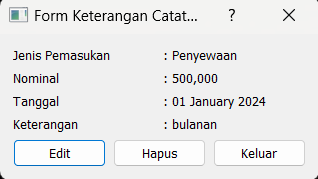 Form Keterangan Catat... ?
Jenis Pemasukan : Penyewaan
Nominal : 500,000
Tanggal : 01 January 2024
Keterangan : bulanan
Edit Hapus Keluar